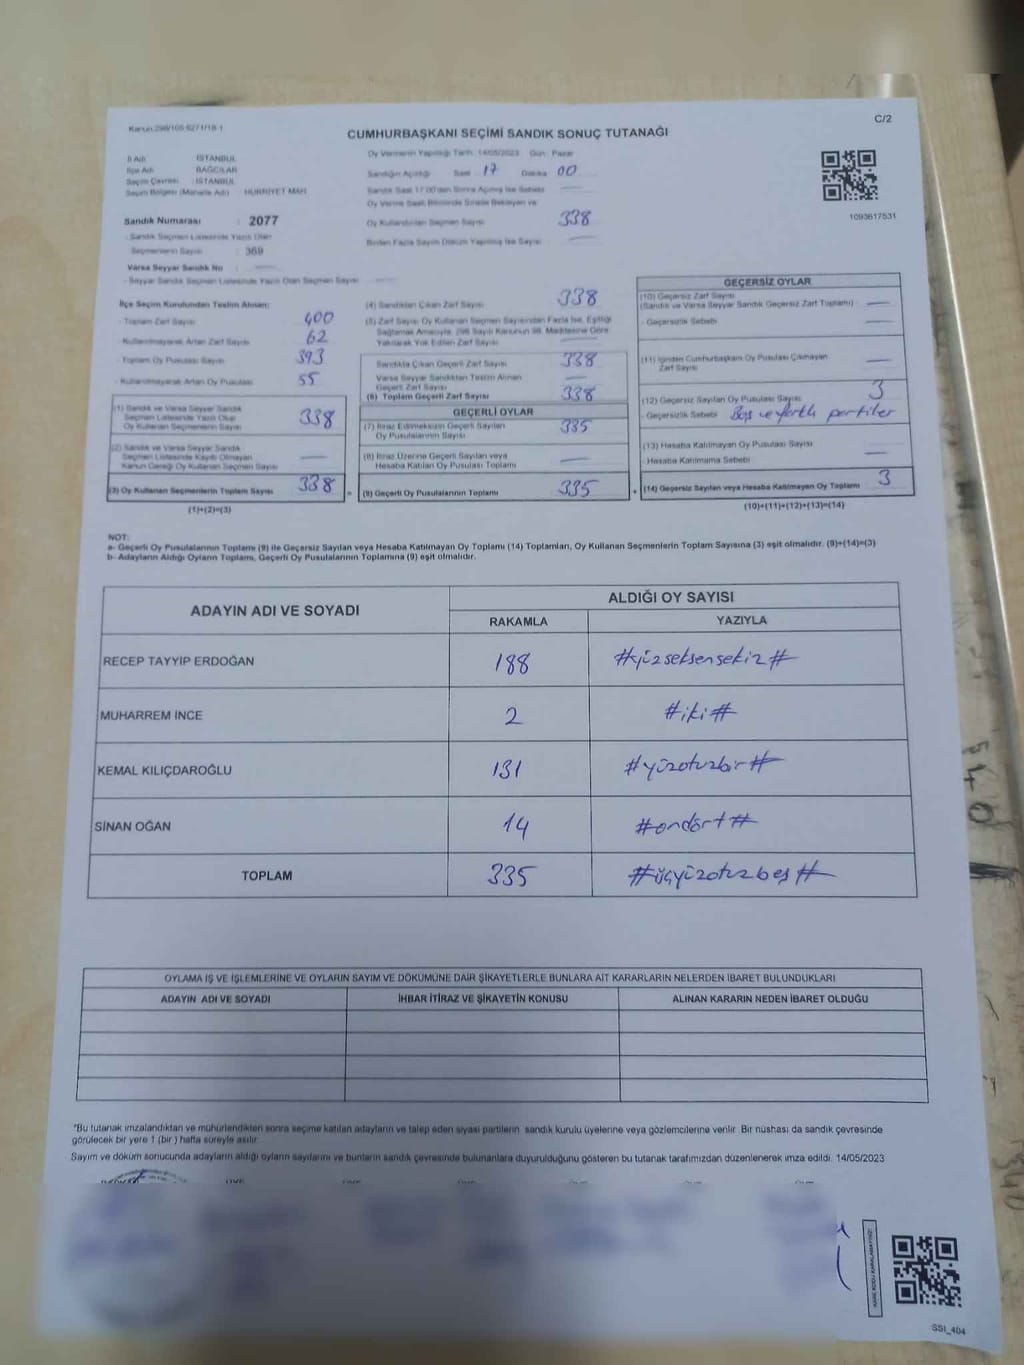 Kanun:298/105,6271/18-1
C/2
CUMHURBAŞKANI SEÇİMİ SANDIK SONUÇ TUTANAĞI
İl Adı : İSTANBUL
İlçe Adı : BAĞCILAR
Seçim Çevresi : İSTANBUL
Seçim Bölgesi (Mahalle Adı) : HÜRRİYET MAH.
Oy Vermenin Yapıldığı Tarih: 14/05/2023 Gün: Pazar
Sandığın Açıldığı Saat : 17 Dakika : 00
Sandık Saat 17:00'den Sonra Açılmış İse Sebebi
Oy Verme Saati Bitiminde Sırada Bekleyen ve
Oy Kullandırılan Seçmen Sayısı 338
Birden Fazla Sayım Döküm Yapılmış İse Sayısı
1093617531
Sandık Numarası : 2077
- Sandık Seçmen Listesinde Yazılı Olan
Seçmenlerin Sayısı : 369
Varsa Seyyar Sandık No :
- Seyyar Sandık Seçmen Listesinde Yazılı Olan Seçmen Sayısı
İlçe Seçim Kurulundan Teslim Alınan:
- Toplam Zarf Sayısı 400
- Kullanılmayarak Artan Zarf Sayısı 62
- Toplam Oy Pusulası Sayısı 393
- Kullanılmayarak Artan Oy Pusulası 55
(1) Sandık ve Varsa Seyyar Sandık
Seçmen Listesinde Yazılı Olup
Oy Kullanan Seçmenlerin Sayısı 338
(2) Sandık ve Varsa Seyyar Sandık
Seçmen Listesinde Kayıtlı Olmayan
Kanun Gereği Oy Kullanan Seçmen Sayısı
(3) Oy Kullanan Seçmenlerin Toplam Sayısı 338
(1)+(2)=(3)
(4) Sandıktan Çıkan Zarf Sayısı 338
(5) Zarf Sayısı Oy Kullanan Seçmen Sayısından Fazla İse, Eşitliği
Sağlamak Amacıyla, 298 Sayılı Kanunun 98. Maddesine Göre
Yakılarak Yok Edilen Zarf Sayısı
Sandıkta Çıkan Geçerli Zarf Sayısı 338
Varsa Seyyar Sandıktan Teslim Alınan
Geçerli Zarf Sayısı
(6) Toplam Geçerli Zarf Sayısı 338
GEÇERLİ OYLAR
(7) İtiraz Edilmeksizin Geçerli Sayılan
Oy Pusulalarının Sayısı 335
(8) İtiraz Üzerine Geçerli Sayılan veya
Hesaba Katılan Oy Pusulası Toplamı
= (9) Geçerli Oy Pusulalarının Toplamı 335
GEÇERSİZ OYLAR
(10) Geçersiz Zarf Sayısı
(Sandık ve Varsa Seyyar Sandık Geçersiz Zarf Toplamı)
- Geçersizlik Sebebi
(11) İçinden Cumhurbaşkanı Oy Pusulası Çıkmayan
Zarf Sayısı
(12) Geçersiz Sayılan Oy Pusulası Sayısı 3
- Geçersizlik Sebebi Boş ve farklı partiler
(13) Hesaba Katılmayan Oy Pusulası Sayısı
- Hesaba Katılmama Sebebi
+ (14) Geçersiz Sayılan veya Hesaba Katılmayan Oy Toplamı 3
(10)+(11)+(12)+(13)=(14)
NOT:
a- Geçerli Oy Pusulalarının Toplamı (9) ile Geçersiz Sayılan veya Hesaba Katılmayan Oy Toplamı (14) Toplamları, Oy Kullanan Seçmenlerin Toplam Sayısına (3) eşit olmalıdır. (9)+(14)=(3)
b- Adayların Aldığı Oyların Toplamı, Geçerli Oy Pusulalarının Toplamına (9) eşit olmalıdır.
ADAYIN ADI VE SOYADI ALDIĞI OY SAYISI
RAKAMLA YAZIYLA
RECEP TAYYİP ERDOĞAN 188 #yüzseksensekiz#
MUHARREM İNCE 2 #iki#
KEMAL KILIÇDAROĞLU 131 #yüzotuzbir#
SİNAN OĞAN 14 #ondört#
TOPLAM 335 #üçyüzotuzbeş#
OYLAMA İŞ VE İŞLEMLERİNE VE OYLARIN SAYIM VE DÖKÜMÜNE DAİR ŞİKAYETLERLE BUNLARA AİT KARARLARIN NELERDEN İBARET BULUNDUKLARI
ADAYIN ADI VE SOYADI İHBAR İTİRAZ VE ŞİKAYETİN KONUSU ALINAN KARARIN NEDEN İBARET OLDUĞU
*Bu tutanak imzalandıktan ve mühürlendikten sonra seçime katılan adayların ve talep eden siyasi partilerin sandık kurulu üyelerine veya gözlemcilerine verilir. Bir nüshası da sandık çevresinde
görülecek bir yere 1 (bir) hafta süreyle asılır.
Sayım ve döküm sonucunda adayların aldığı oyların sayılarını ve bunların sandık çevresinde bulunanlara duyurulduğunu gösteren bu tutanak tarafımızdan düzenlenerek imza edildi. 14/05/2023
KARE KODU KARALAMAYINIZ!
SSI_404